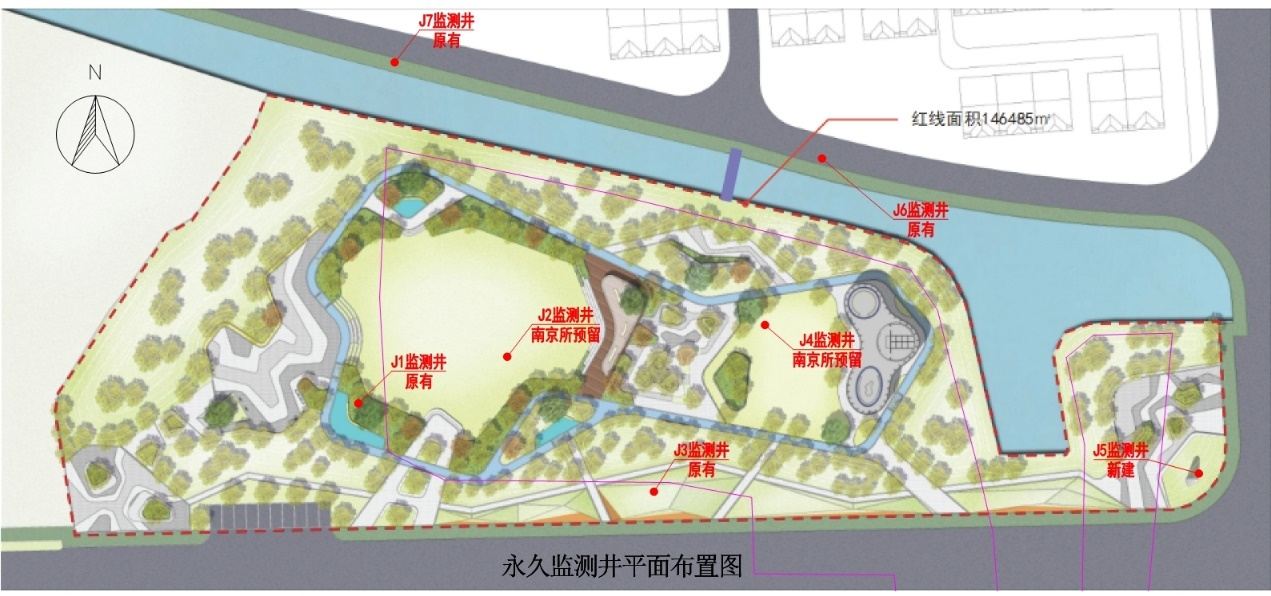 J7监测井
原有
N
红线面积146485㎡
J6监测井
原有
J2监测井
南京所预留
J4监测井
南京所预留
J1监测井
原有
J3监测井
原有
J5监测井
新建
永久监测井平面布置图